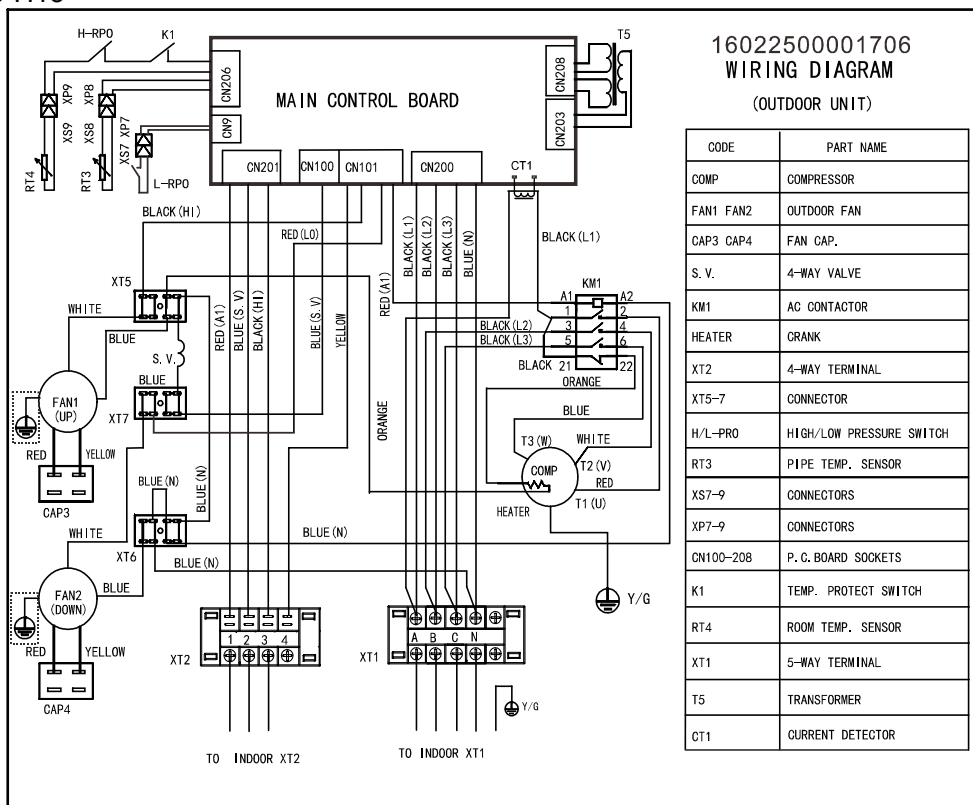 16022500001706
WIRING DIAGRAM
(OUTDOOR UNIT)
CODE PART NAME
COMP COMPRESSOR
FAN1 FAN2 OUTDOOR FAN
CAP3 CAP4 FAN CAP.
S.V. 4-WAY VALVE
KM1 AC CONTACTOR
HEATER CRANK
XT2 4-WAY TERMINAL
XT5-7 CONNECTOR
H/L-PRO HIGH/LOW PRESSURE SWITCH
RT3 PIPE TEMP. SENSOR
XS7-9 CONNECTORS
XP7-9 CONNECTORS
CN100-208 P.C.BOARD SOCKETS
K1 TEMP. PROTECT SWITCH
RT4 ROOM TEMP. SENSOR
XT1 5-WAY TERMINAL
T5 TRANSFORMER
CT1 CURRENT DETECTOR
H-RPO
K1
T5
CN206
CN208
MAIN CONTROL BOARD
XP9
XP8
XS9
XS8
XS7 XP7
CN9
CN203
RT4
RT3
L-RPO
CN201
CN100
CN101
CN200
CT1
BLACK(HI)
RED(LO)
BLACK(L1)
BLACK(L2)
BLACK(L3)
BLUE(N)
BLACK(L1)
XT5
WHITE
BLUE
S.V.
RED(A1)
BLUE(S.V)
BLACK(HI)
BLUE(S.V)
YELLOW
RED(A1)
KM1
A1
A2
1
2
3
4
5
6
21
22
BLACK(L2)
BLACK(L3)
BLACK
ORANGE
BLUE
XT7
FAN1
(UP)
RED
YELLOW
CAP3
ORANGE
BLUE
T3(W)
WHITE
COMP
T2(V)
RED
T1(U)
HEATER
BLUE(N)
BLUE(N)
WHITE
XT6
BLUE(N)
BLUE(N)
BLUE
FAN2
(DOWN)
RED
YELLOW
CAP4
Y/G
XT2
1 2 3 4
XT1
A B C N
Y/G
TO INDOOR XT2
TO INDOOR XT1